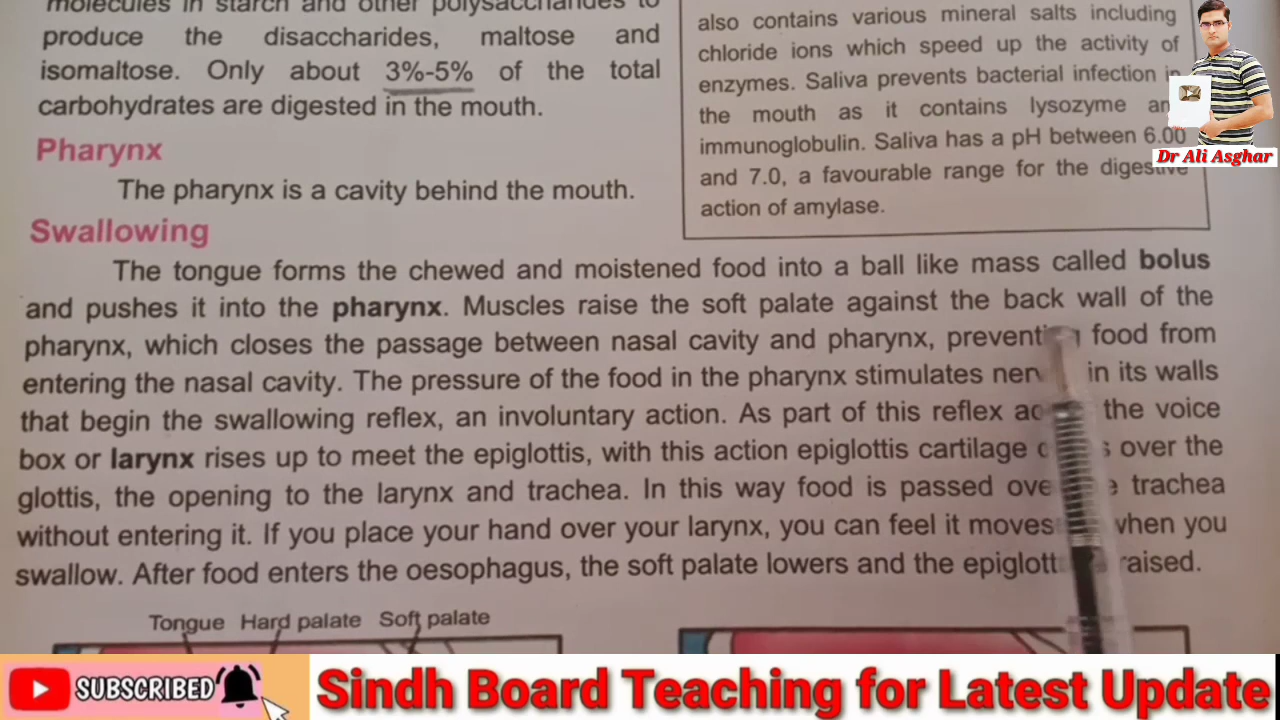 molecules in starch and other polysaccharides to
produce the disaccharides, maltose and
isomaltose. Only about 3%-5% of the total
carbohydrates are digested in the mouth.
Pharynx
The pharynx is a cavity behind the mouth.
also contains various mineral salts including
chloride ions which speed up the activity of
enzymes. Saliva prevents bacterial infection in
the mouth as it contains lysozyme an
immunoglobulin. Saliva has a pH between 6.00
and 7.0, a favourable range for the digestive
action of amylase.
Dr Ali Asghar
Swallowing
The tongue forms the chewed and moistened food into a ball like mass called bolus
and pushes it into the pharynx. Muscles raise the soft palate against the back wall of the
pharynx, which closes the passage between nasal cavity and pharynx, preventing food from
entering the nasal cavity. The pressure of the food in the pharynx stimulates in its walls
that begin the swallowing reflex, an involuntary action. As part of this reflex the voice
box or larynx rises up to meet the epiglottis, with this action epiglottis cartilage over the
glottis, the opening to the larynx and trachea. In this way food is passed trachea
without entering it. If you place your hand over your larynx, you can feel it moves when you
swallow. After food enters the oesophagus, the soft palate lowers and the raised.
Tongue Hard palate Soft palate
SUBSCRIBED
Sindh Board Teaching for Latest Update